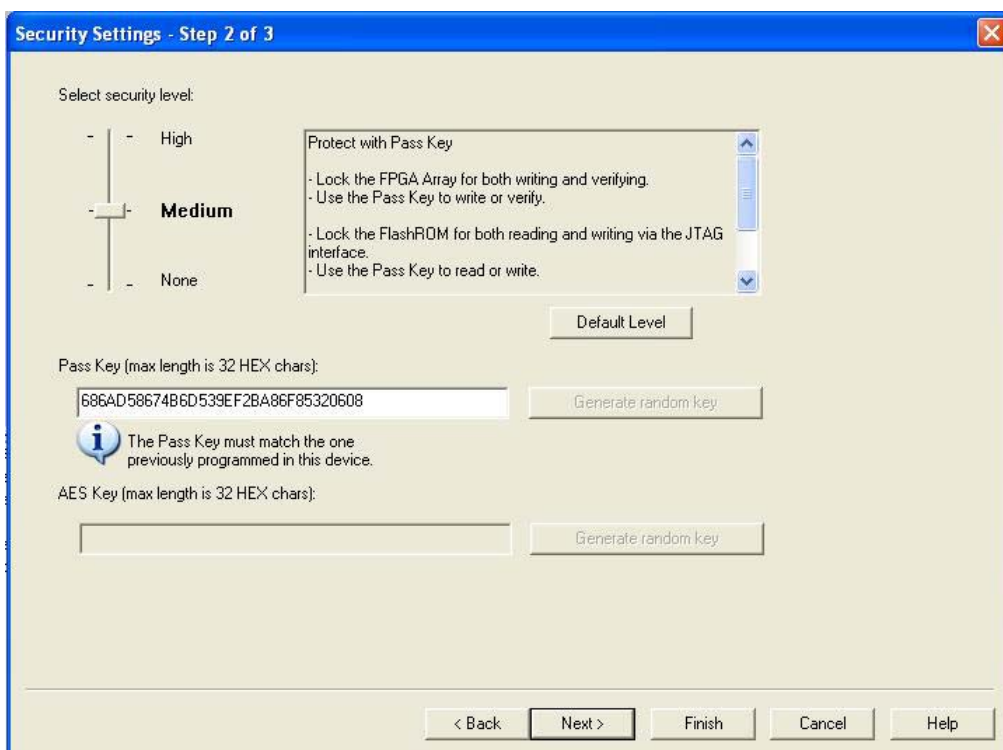 Security Settings - Step 2 of 3
Select security level:
High
Medium
None
Protect with Pass Key
- Lock the FPGA Array for both writing and verifying.
- Use the Pass Key to write or verify.
- Lock the FlashROM for both reading and writing via the JTAG
interface.
- Use the Pass Key to read or write.
Default Level
Pass Key (max length is 32 HEX chars):
686AD58674B6D539EF2BA86F85320608
Generate random key
The Pass Key must match the one
previously programmed in this device.
AES Key (max length is 32 HEX chars):
Generate random key
< Back
Next >
Finish
Cancel
Help